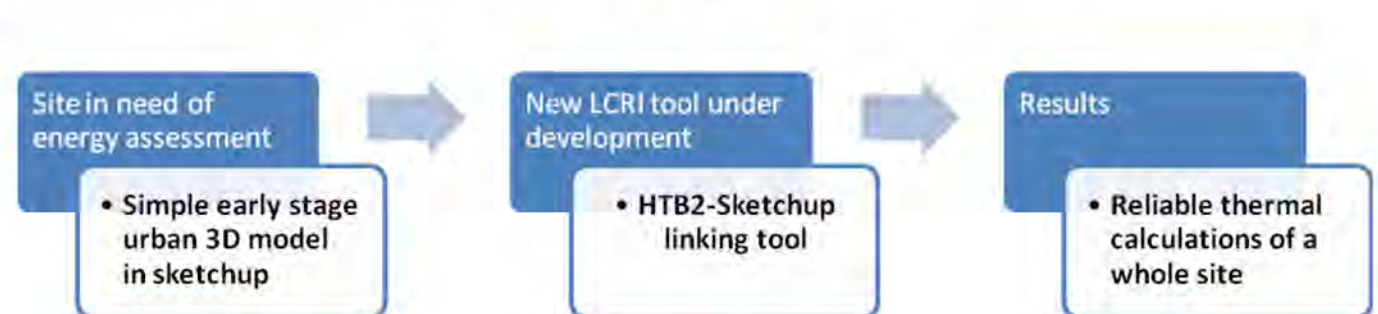 Site in need of
energy assessment
• Simple early stage
urban 3D model
in sketchup
New LCRI tool under
development
• HTB2-Sketchup
linking tool
Results
• Reliable thermal
calculations of a
whole site